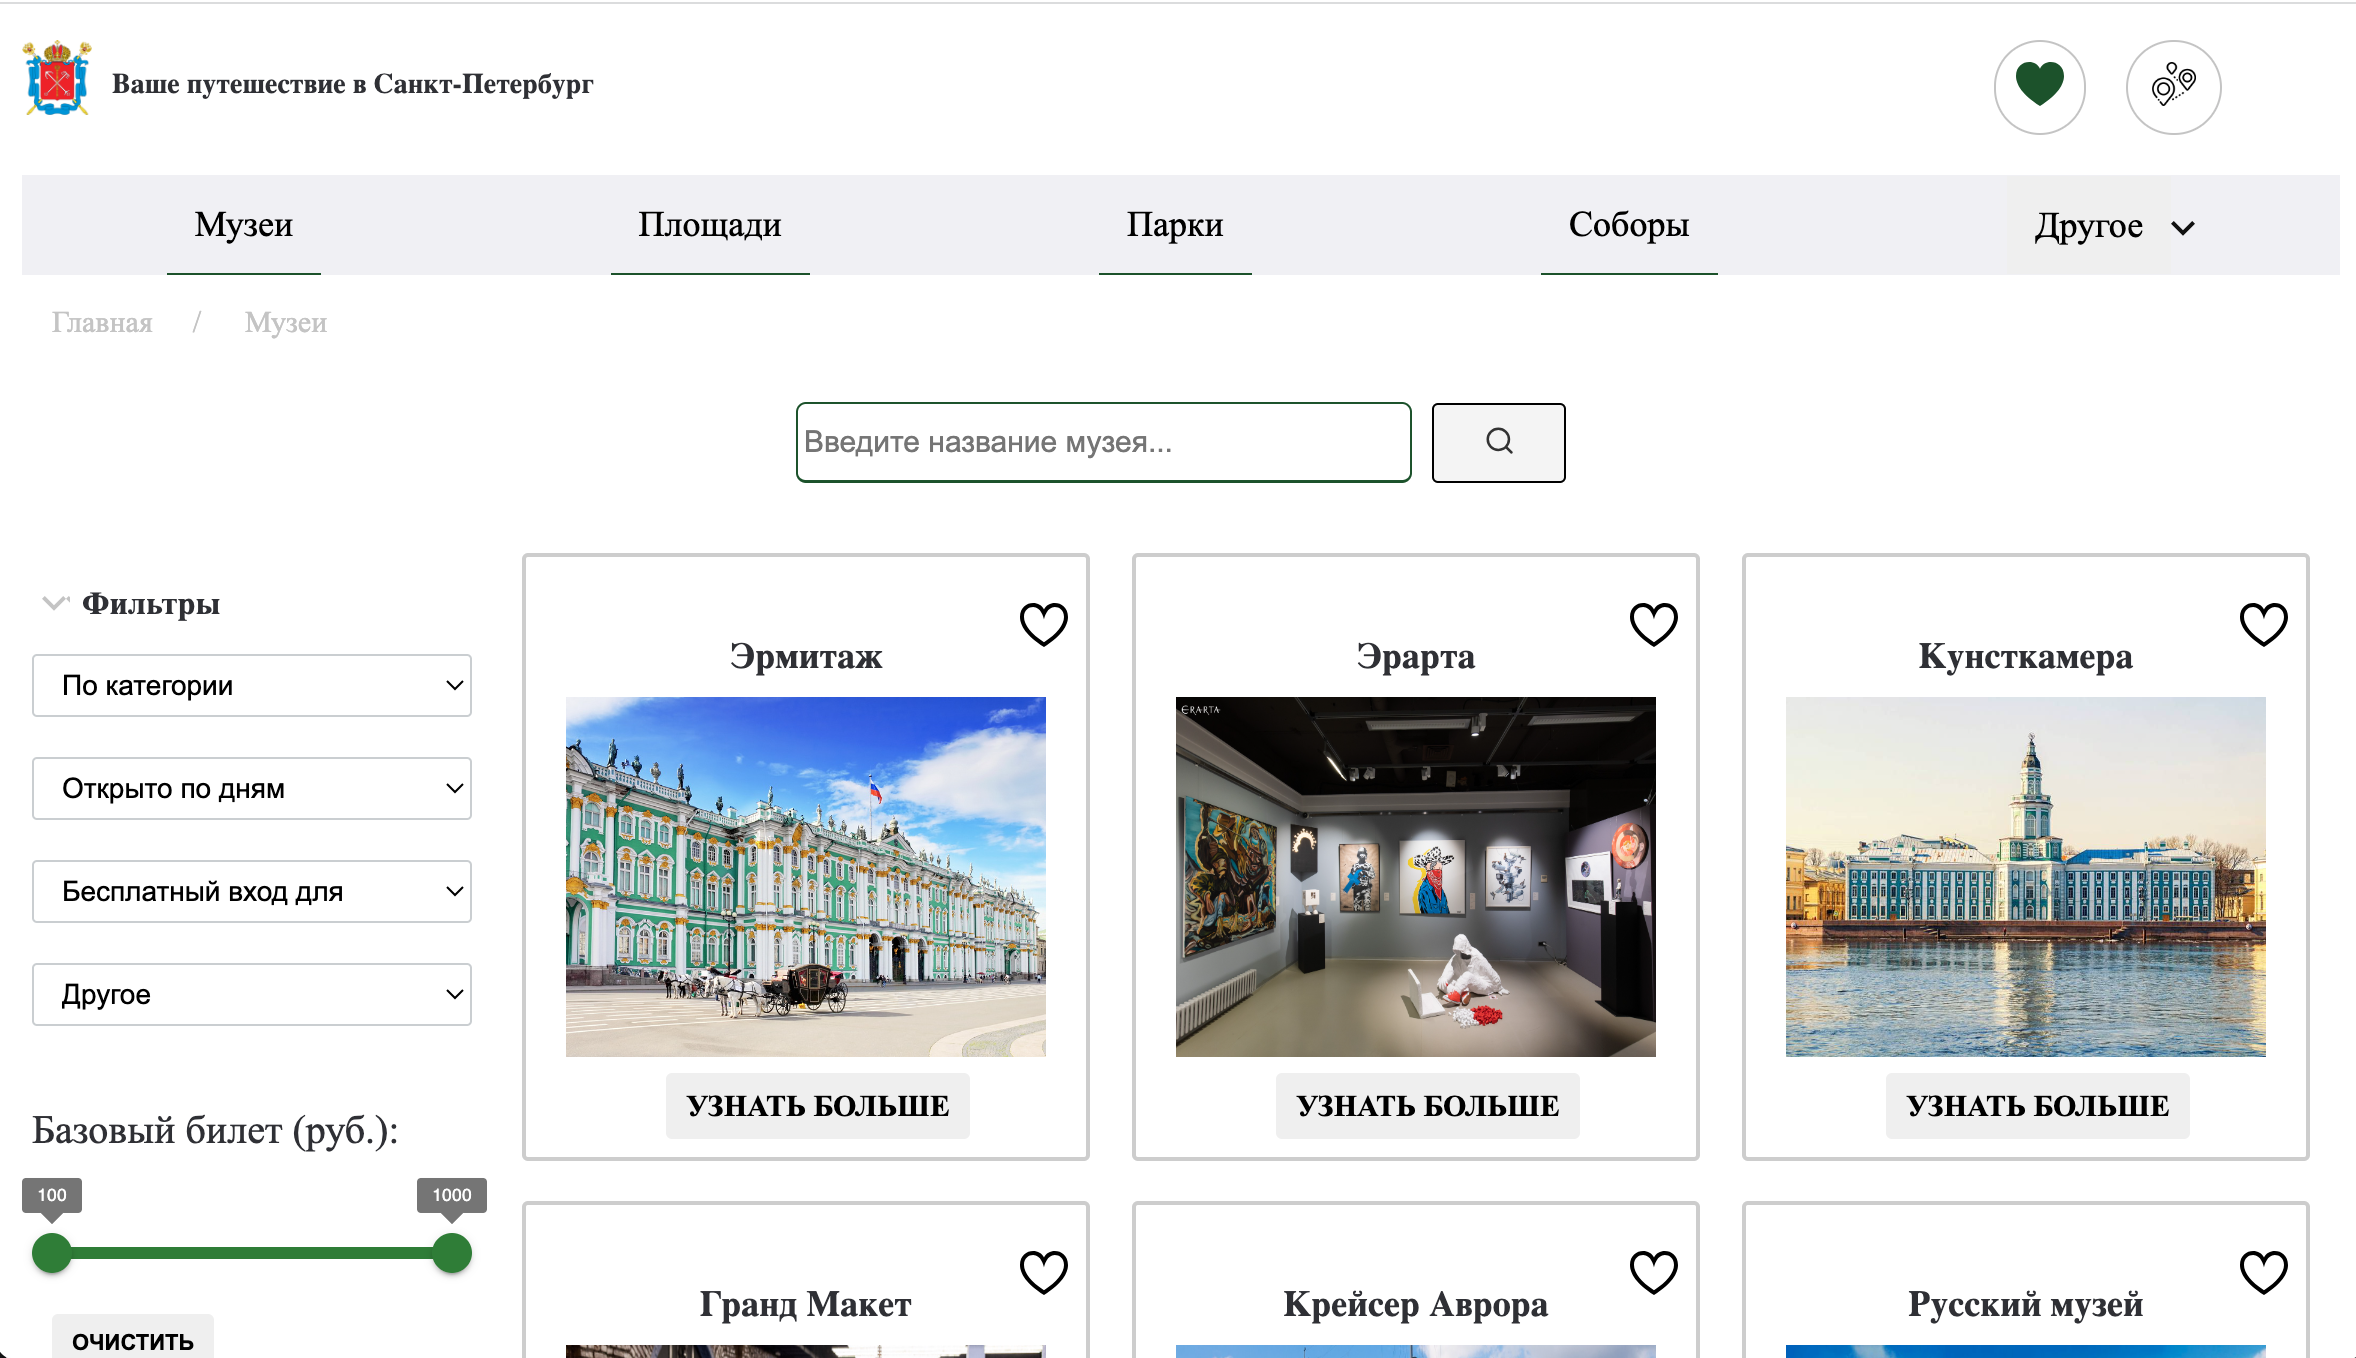 Ваше путешествие в Санкт-Петербург
Музеи
Площади
Парки
Соборы
Другое
Главная / Музеи
Введите название музея...
Фильтры
По категории
Открыто по дням
Бесплатный вход для
Другое
Базовый билет (руб.):
100
1000
ОЧИСТИТЬ
Эрмитаж
УЗНАТЬ БОЛЬШЕ
Эрарта
ERARTA
УЗНАТЬ БОЛЬШЕ
Кунсткамера
УЗНАТЬ БОЛЬШЕ
Гранд Макет
Крейсер Аврора
Русский музей